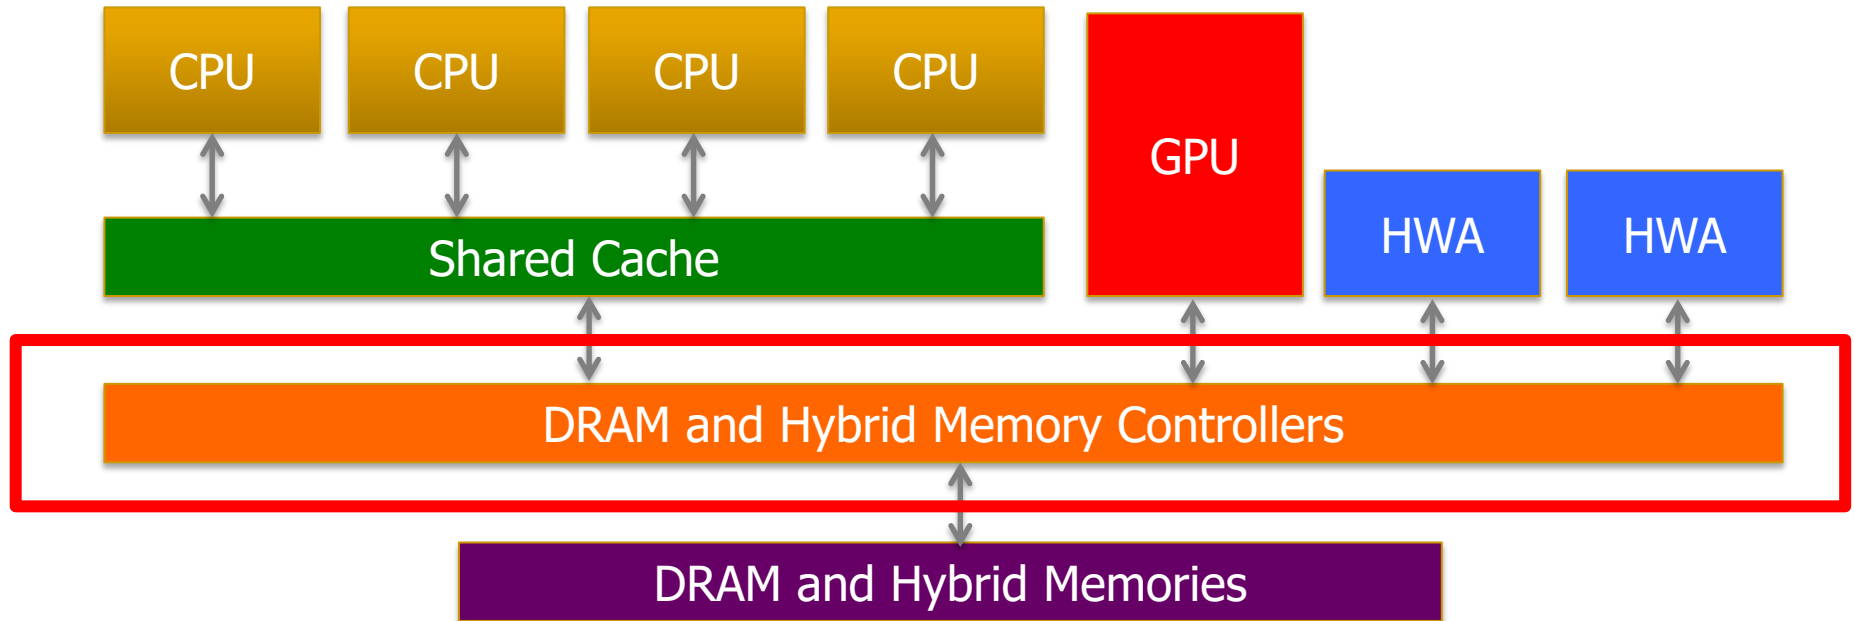 CPU
CPU
CPU
CPU
GPU
HWA
HWA
Shared Cache
DRAM and Hybrid Memory Controllers
DRAM and Hybrid Memories